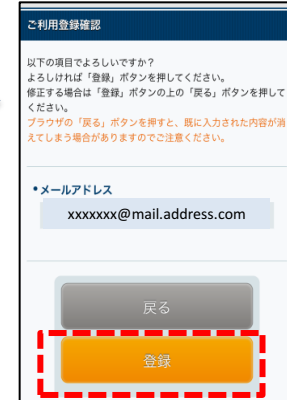 ご利用登録確認
以下の項目でよろしいですか？
よろしければ「登録」ボタンを押してください。
修正する場合は「登録」ボタンの上の「戻る」ボタンを押して
ください。
ブラウザの「戻る」ボタンを押すと、既に入力された内容が消
えてしまう場合がありますのでご注意ください。
•メールアドレス
xxxxxxx@mail.address.com
戻る
登録